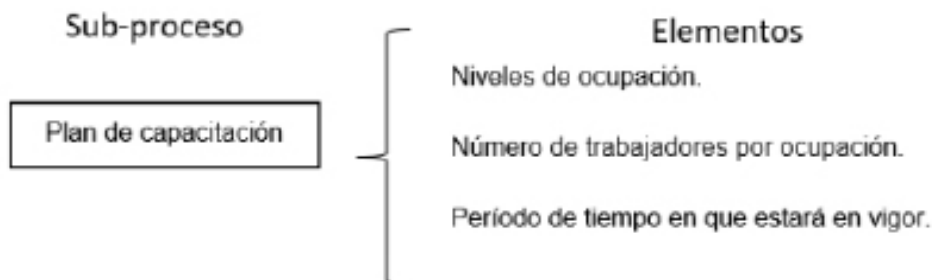 Sub-proceso
Elementos
Niveles de ocupación.
Plan de capacitación
Número de trabajadores por ocupación.
Período de tiempo en que estará en vigor.